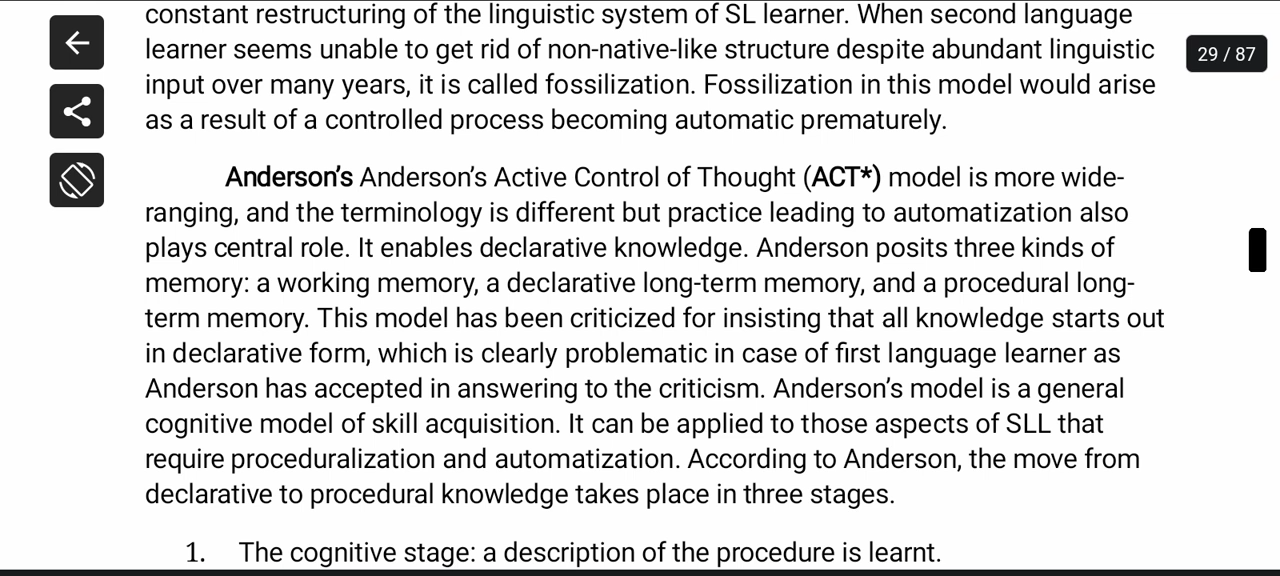 constant restructuring of the linguistic system of SL learner. When second language
learner seems unable to get rid of non-native-like structure despite abundant linguistic
29 / 87
input over many years, it is called fossilization. Fossilization in this model would arise
as a result of a controlled process becoming automatic prematurely.
Anderson's Anderson's Active Control of Thought (ACT*) model is more wide-
ranging, and the terminology is different but practice leading to automatization also
plays central role. It enables declarative knowledge. Anderson posits three kinds of
memory: a working memory, a declarative long-term memory, and a procedural long-
term memory. This model has been criticized for insisting that all knowledge starts out
in declarative form, which is clearly problematic in case of first language learner as
Anderson has accepted in answering to the criticism. Anderson's model is a general
cognitive model of skill acquisition. It can be applied to those aspects of SLL that
require proceduralization and automatization. According to Anderson, the move from
declarative to procedural knowledge takes place in three stages.
1. The cognitive stage: a description of the procedure is learnt.